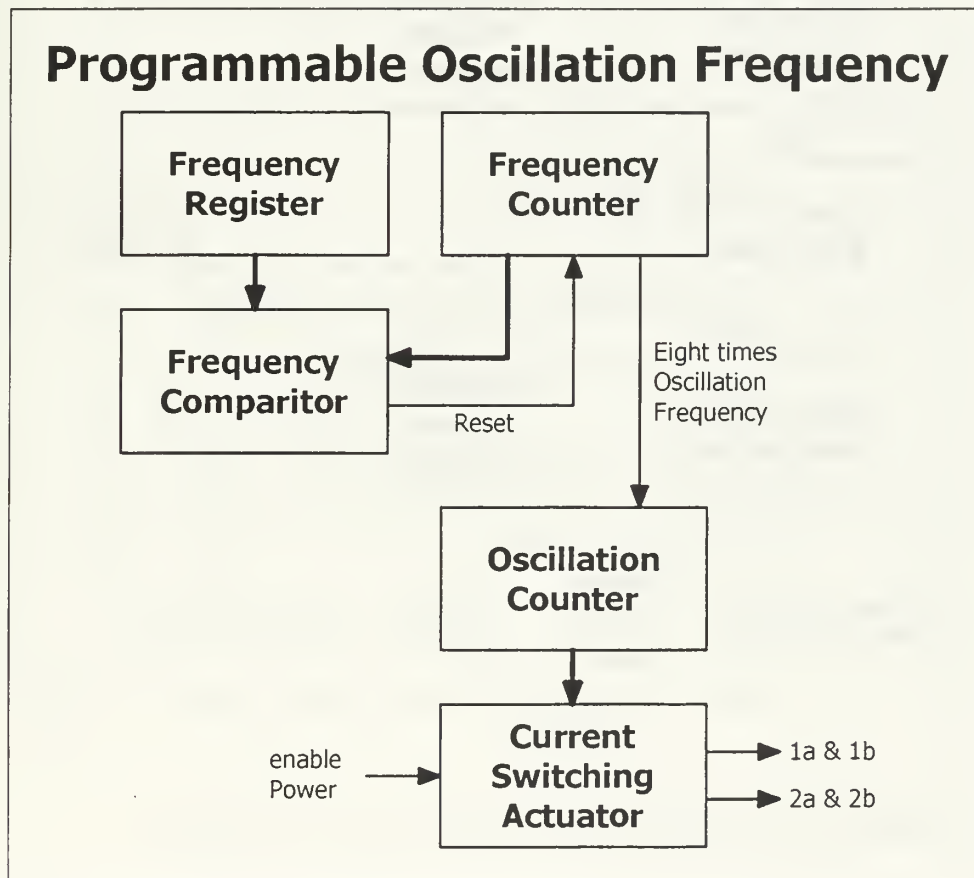 Programmable Oscillation Frequency
Frequency
Register
Frequency
Counter
Frequency
Comparitor
Reset
Eight times
Oscillation
Frequency
Oscillation
Counter
enable
Power
Current
Switching
Actuator
1a & 1b
2a & 2b